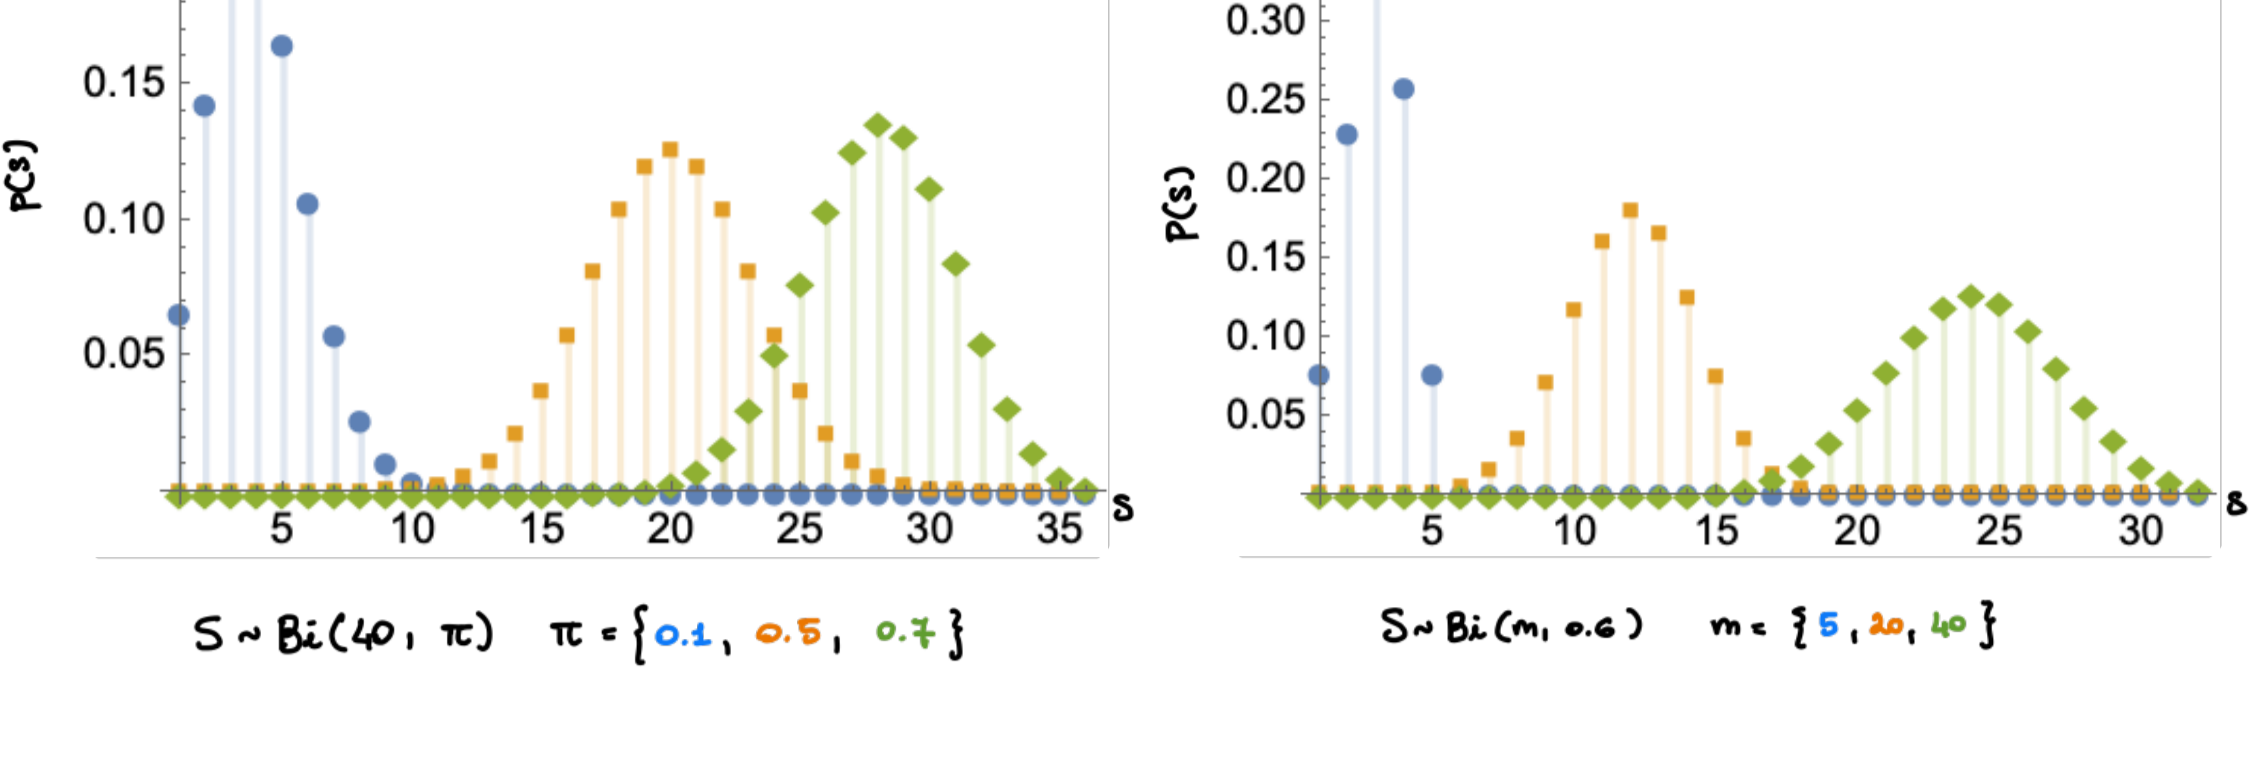 0.15
0.10
0.05
P(s)
5 10 15 20 25 30 35 s
S ~ Bi(40, π) π = {0.1, 0.5, 0.7}
0.30
0.25
0.20
0.15
0.10
0.05
P(s)
5 10 15 20 25 30 s
S ~ Bi(m, 0.6) m = {5, 20, 40}